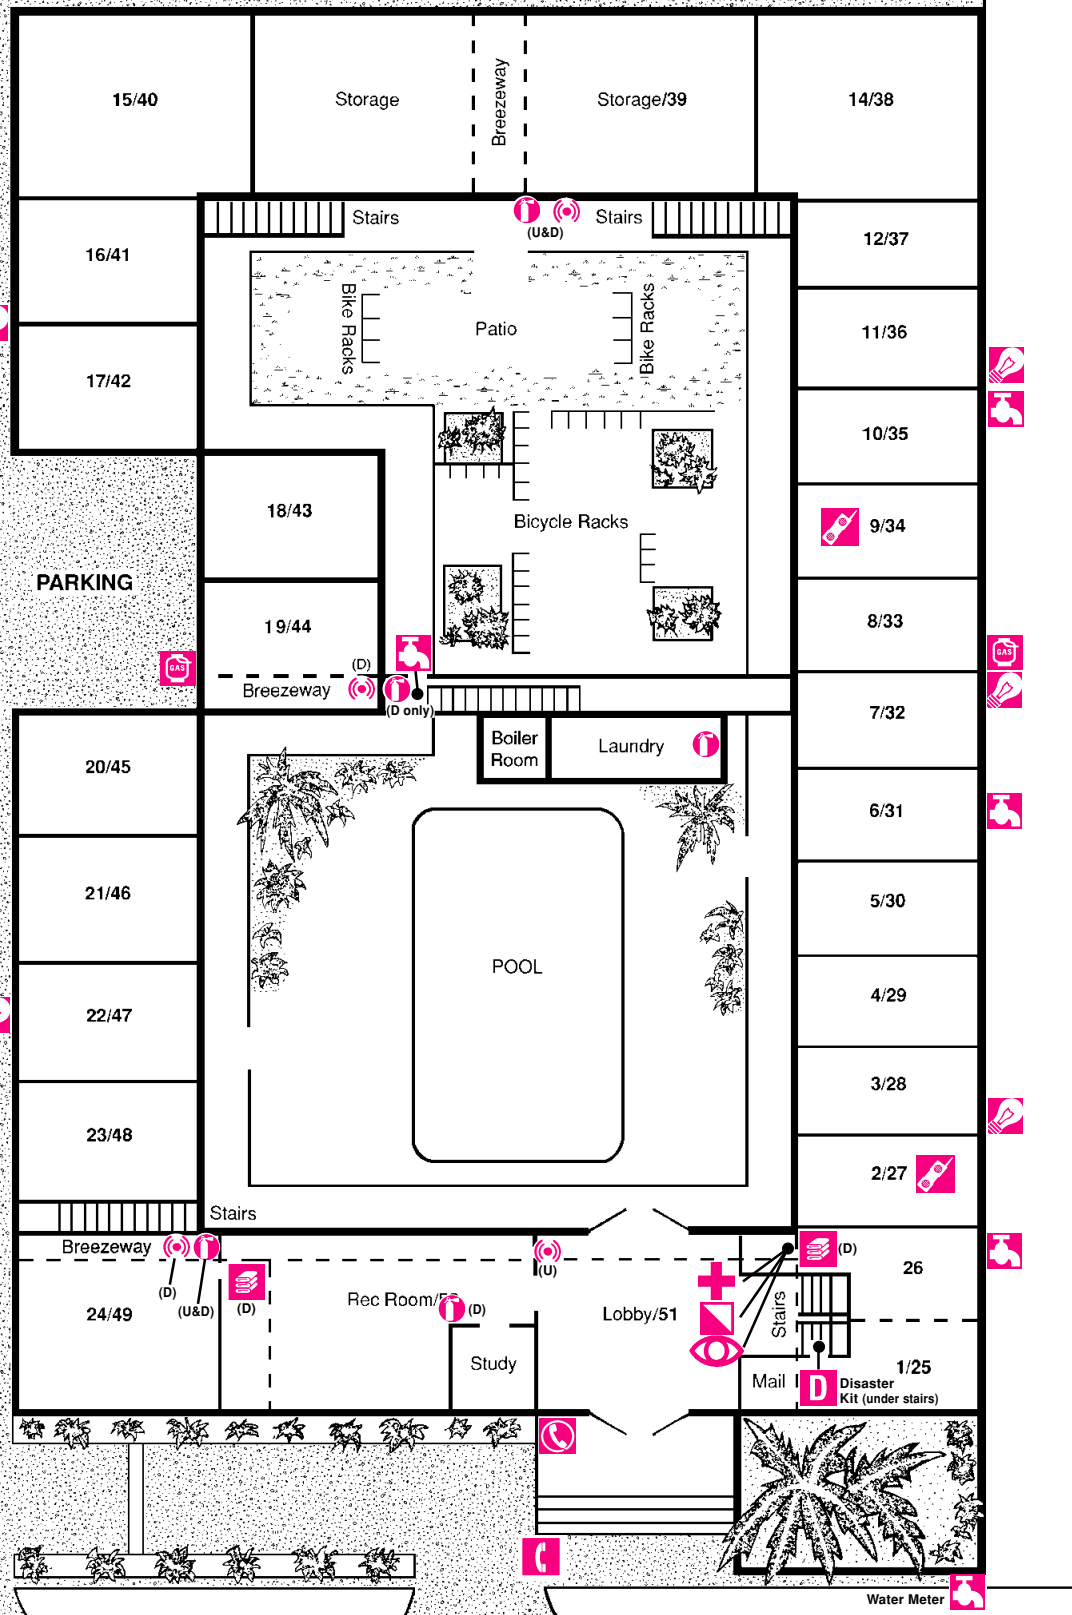 15/40
Storage
Breezeway
Storage/39
14/38
Stairs
(U&D)
Stairs
16/41
12/37
Bike Racks
Patio
Bike Racks
11/36
17/42
10/35
18/43
Bicycle Racks
9/34
PARKING
19/44
8/33
GAS
(D)
GAS
Breezeway
(D only)
7/32
Boiler
Room
Laundry
20/45
6/31
21/46
5/30
POOL
4/29
22/47
3/28
23/48
2/27
Stairs
Breezeway
(D)
(U&D)
(D)
(U)
(D)
26
24/49
Rec Room/5
(D)
Lobby/51
Stairs
Study
1/25
Mail
D
Disaster
Kit (under stairs)
Water Meter